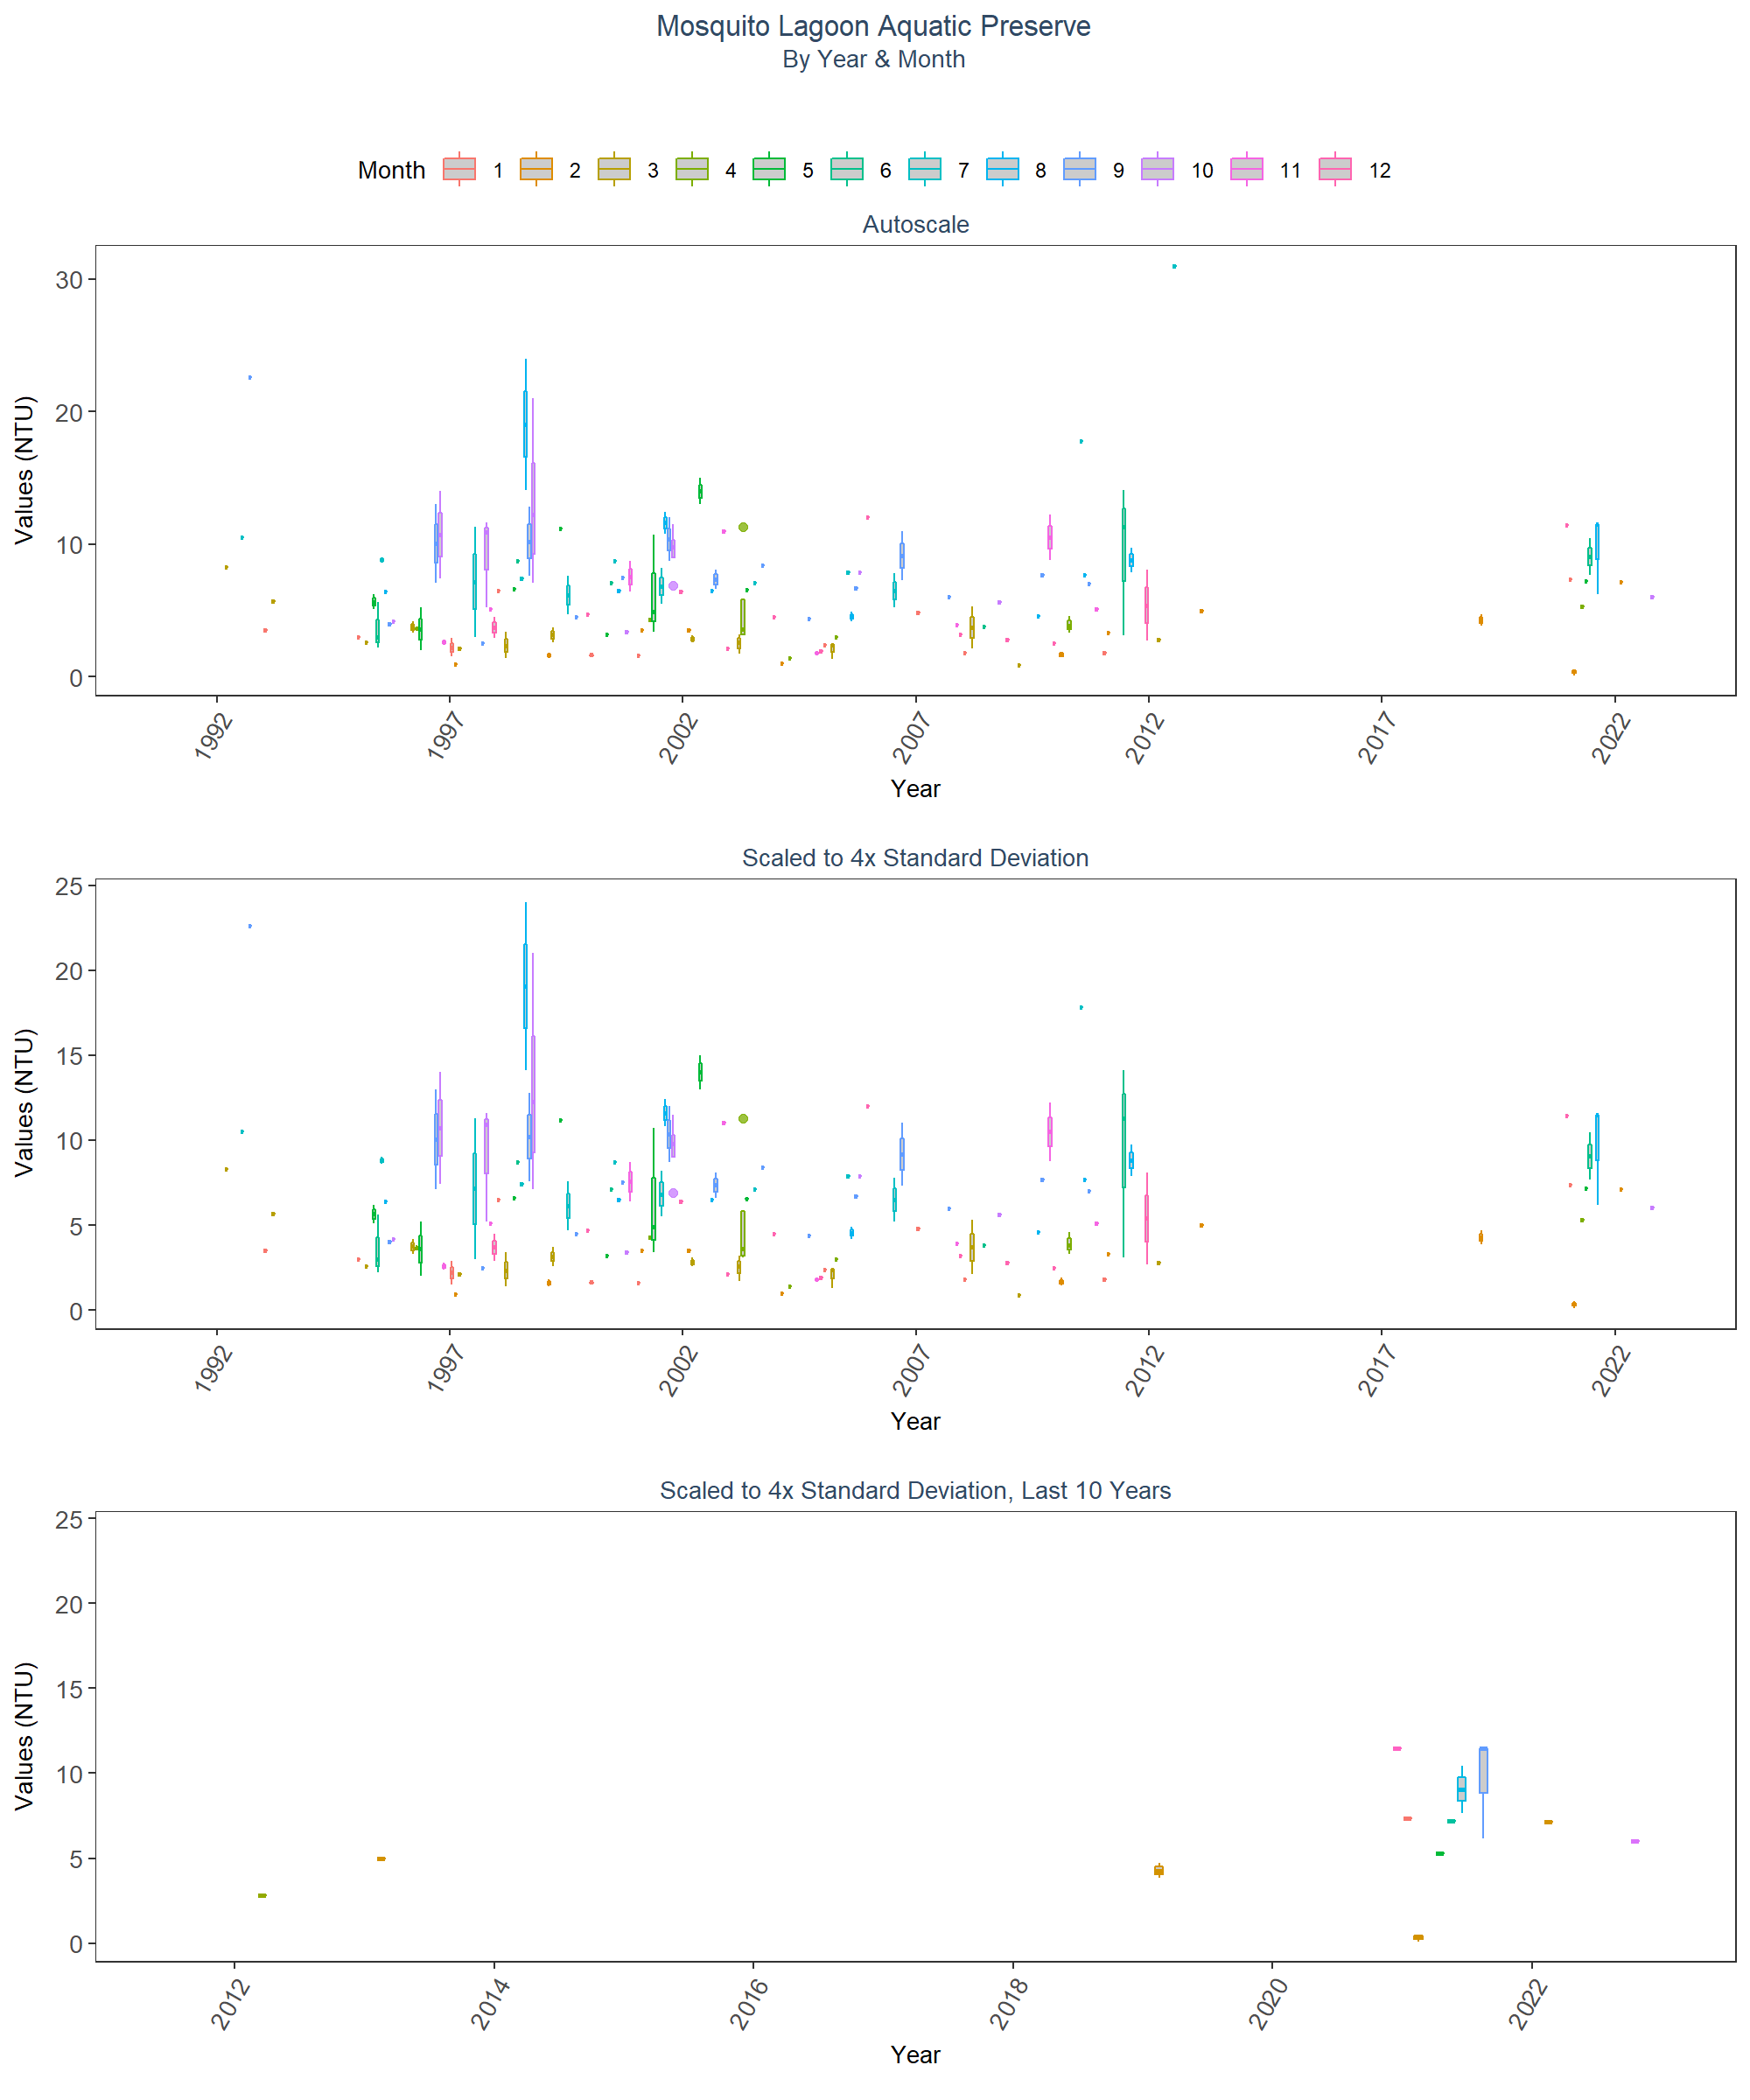 Mosquito Lagoon Aquatic Preserve
By Year & Month
Month 1 2 3 4 5 6 7 8 9 10 11 12
Autoscale
Values (NTU)
30
20
10
0
1992 1997 2002 2007 2012 2017 2022
Year
Scaled to 4x Standard Deviation
Values (NTU)
25
20
15
10
5
0
1992 1997 2002 2007 2012 2017 2022
Year
Scaled to 4x Standard Deviation, Last 10 Years
Values (NTU)
25
20
15
10
5
0
2012 2014 2016 2018 2020 2022
Year